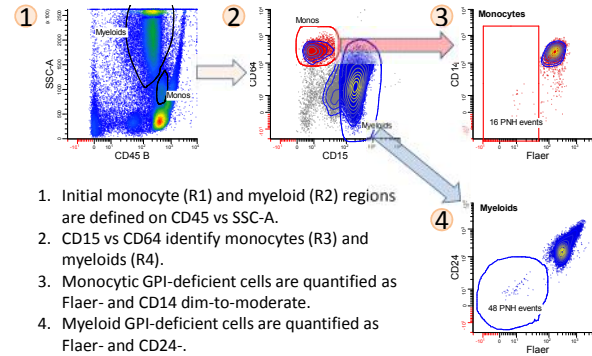 1
2
3
Myeloids
Monos
SSC-A
CD45 B
Monos
CD64
Myeloids
CD15
Monocytes
CD14
16 PNH events
Flaer
1. Initial monocyte (R1) and myeloid (R2) regions
are defined on CD45 vs SSC-A.
2. CD15 vs CD64 identify monocytes (R3) and
myeloids (R4).
3. Monocytic GPI-deficient cells are quantified as
Flaer- and CD14 dim-to-moderate.
4. Myeloid GPI-deficient cells are quantified as
Flaer- and CD24-.
4
Myeloids
CD24
48 PNH events
Flaer